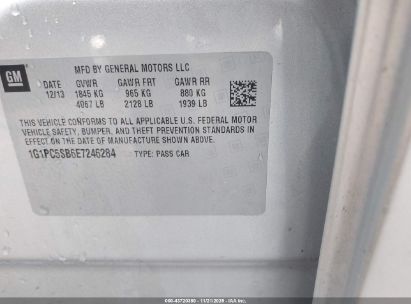 GM
MFD BY GENERAL MOTORS LLC
DATE GVWR GAWR FRT GAWR RR
12/13 1845 KG 965 KG 880 KG
4067 LB 2128 LB 1939 LB
THIS VEHICLE CONFORMS TO ALL APPLICABLE U.S. FEDERAL MOTOR
VEHICLE SAFETY, BUMPER, AND THEFT PREVENTION STANDARDS IN
EFFECT ON THE DATE OF MANUFACTURE SHOWN ABOVE.
1G1PC5SB6E7246284 TYPE: PASS CAR